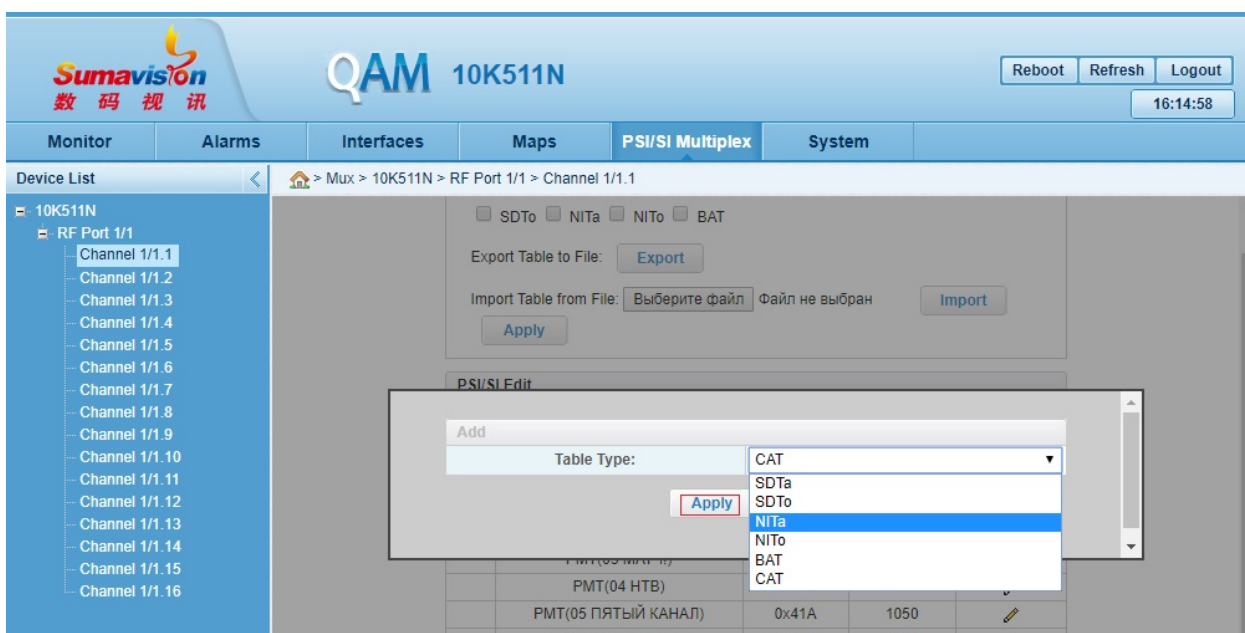 Sumavision
数 码 视 讯
QAM 10K511N
Reboot Refresh Logout
16:14:58
Monitor Alarms Interfaces Maps PSI/SI Multiplex System
Device List
> Mux > 10K511N > RF Port 1/1 > Channel 1/1.1
10K511N
RF Port 1/1
Channel 1/1.1
Channel 1/1.2
Channel 1/1.3
Channel 1/1.4
Channel 1/1.5
Channel 1/1.6
Channel 1/1.7
Channel 1/1.8
Channel 1/1.9
Channel 1/1.10
Channel 1/1.11
Channel 1/1.12
Channel 1/1.13
Channel 1/1.14
Channel 1/1.15
Channel 1/1.16
SDTo NITa NITo BAT
Export Table to File: Export
Import Table from File: Выберите файл Файл не выбран Import
Apply
PSI/SI Edit
Add
Table Type: CAT
SDTa
SDTo
NITa
NITo
BAT
CAT
Apply
PMT(04 НТВ)
PMT(05 ПЯТЫЙ КАНАЛ) 0x41A 1050